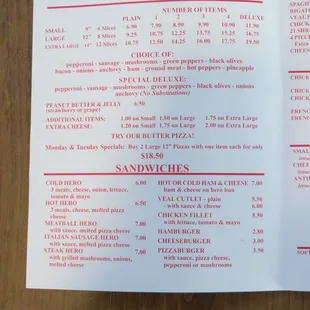 NUMBER OF ITEMS
PLAIN 1 2 3 4 DELUXE
SMALL 9" 4 Slices 6.90 7.90 8.90 9.90 10.90 11.90
LARGE 12" 8 Slices 9.25 10.75 12.25 13.75 15.25 16.75
EXTRA LARGE 14" 12 Slices 10.75 12.50 14.25 16.00 17.75 19.50
CHOICE OF:
pepperoni - sausage - mushrooms - green peppers - black olives
bacon - onions - anchovy - ham - ground meat - hot peppers - pineapple
SPECIAL DELUXE:
pepperoni - sausage - mushrooms - green peppers - black olives - onions
anchovy (No Substitutions)
PEANUT BUTTER & JELLY 6.50
(strawberry or grape)
ADDITIONAL ITEMS: 1.00 on Small 1.50 on Large 1.75 on Extra Large
EXTRA CHEESE: 1.20 on Small 1.75 on Large 2.00 on Extra Large
TRY OUR BUTTER PIZZA!
Monday & Tuesday Specials: Buy 2 Large 12" Pizzas with one item each for only
$18.50
SANDWICHES
COLD HERO 6.00
3 meats, cheese, onion, lettuce,
tomato & mayo
HOT HERO 6.50
3 meats, cheese, melted pizza
cheese
MEATBALL HERO 7.00
with sauce, melted pizza cheese
ITALIAN SAUSAGE HERO 7.00
with sauce, melted pizza cheese
STEAK HERO 7.00
with grilled mushrooms, onions,
melted cheese
HOT OR COLD HAM & CHEESE 7.00
ham & cheese on hero bun
VEAL CUTLET - plain 5.50
with sauce & cheese 6.00
CHICKEN FILLET 5.50
with lettuce, tomato & mayo
HAMBURGER 2.80
CHEESEBURGER 3.00
PIZZABURGER 3.50
with sauce, pizza cheese,
pepperoni or mushrooms